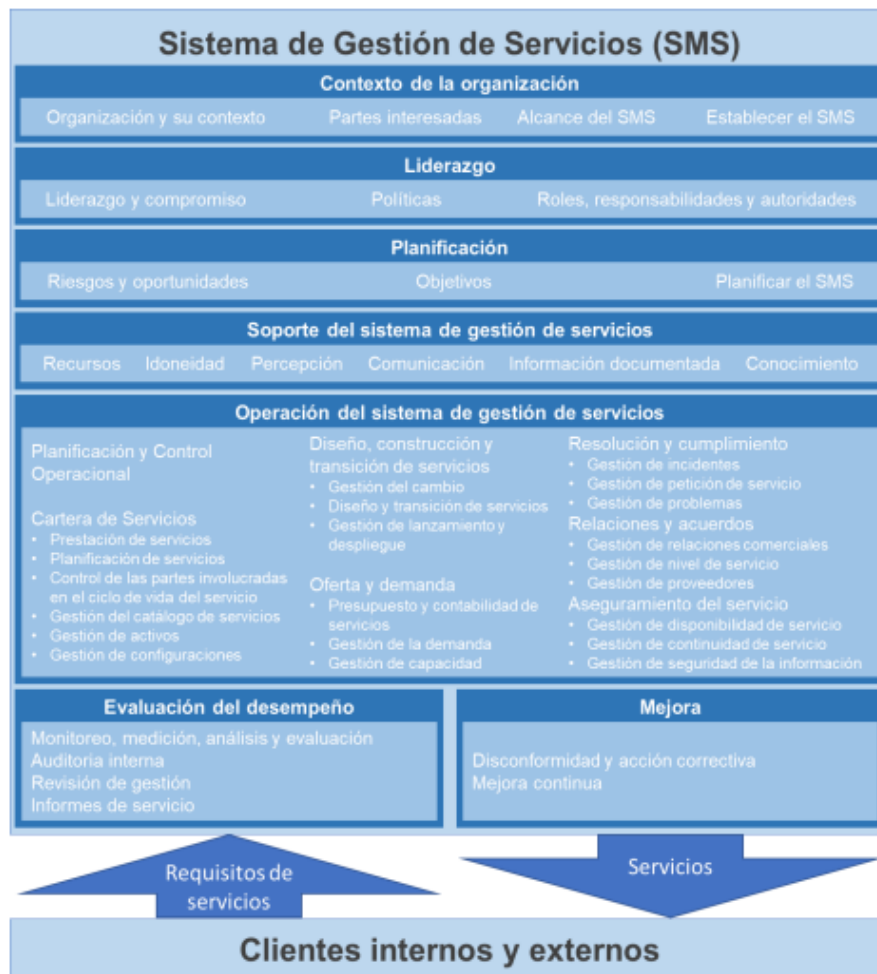 Sistema de Gestión de Servicios (SMS)
Contexto de la organización
Organización y su contexto Partes interesadas Alcance del SMS Establecer el SMS
Liderazgo
Liderazgo y compromiso Políticas Roles, responsabilidades y autoridades
Planificación
Riesgos y oportunidades Objetivos Planificar el SMS
Soporte del sistema de gestión de servicios
Recursos Idoneidad Percepción Comunicación Información documentada Conocimiento
Operación del sistema de gestión de servicios
Planificación y Control
Operacional
Cartera de Servicios
• Prestación de servicios
• Planificación de servicios
• Control de las partes involucradas
en el ciclo de vida del servicio
• Gestión del catálogo de servicios
• Gestión de activos
• Gestión de configuraciones
Diseño, construcción y
transición de servicios
• Gestión del cambio
• Diseño y transición de servicios
• Gestión de lanzamiento y
despliegue
Oferta y demanda
• Presupuesto y contabilidad de
servicios
• Gestión de la demanda
• Gestión de capacidad
Resolución y cumplimiento
• Gestión de incidentes
• Gestión de petición de servicio
• Gestión de problemas
Relaciones y acuerdos
• Gestión de relaciones comerciales
• Gestión de nivel de servicio
• Gestión de proveedores
Aseguramiento del servicio
• Gestión de disponibilidad de servicio
• Gestión de continuidad de servicio
• Gestión de seguridad de la información
Evaluación del desempeño
Monitoreo, medición, análisis y evaluación
Auditoria interna
Revisión de gestión
Informes de servicio
Mejora
Disconformidad y acción correctiva
Mejora continua
Requisitos de
servicios
Servicios
Clientes internos y externos